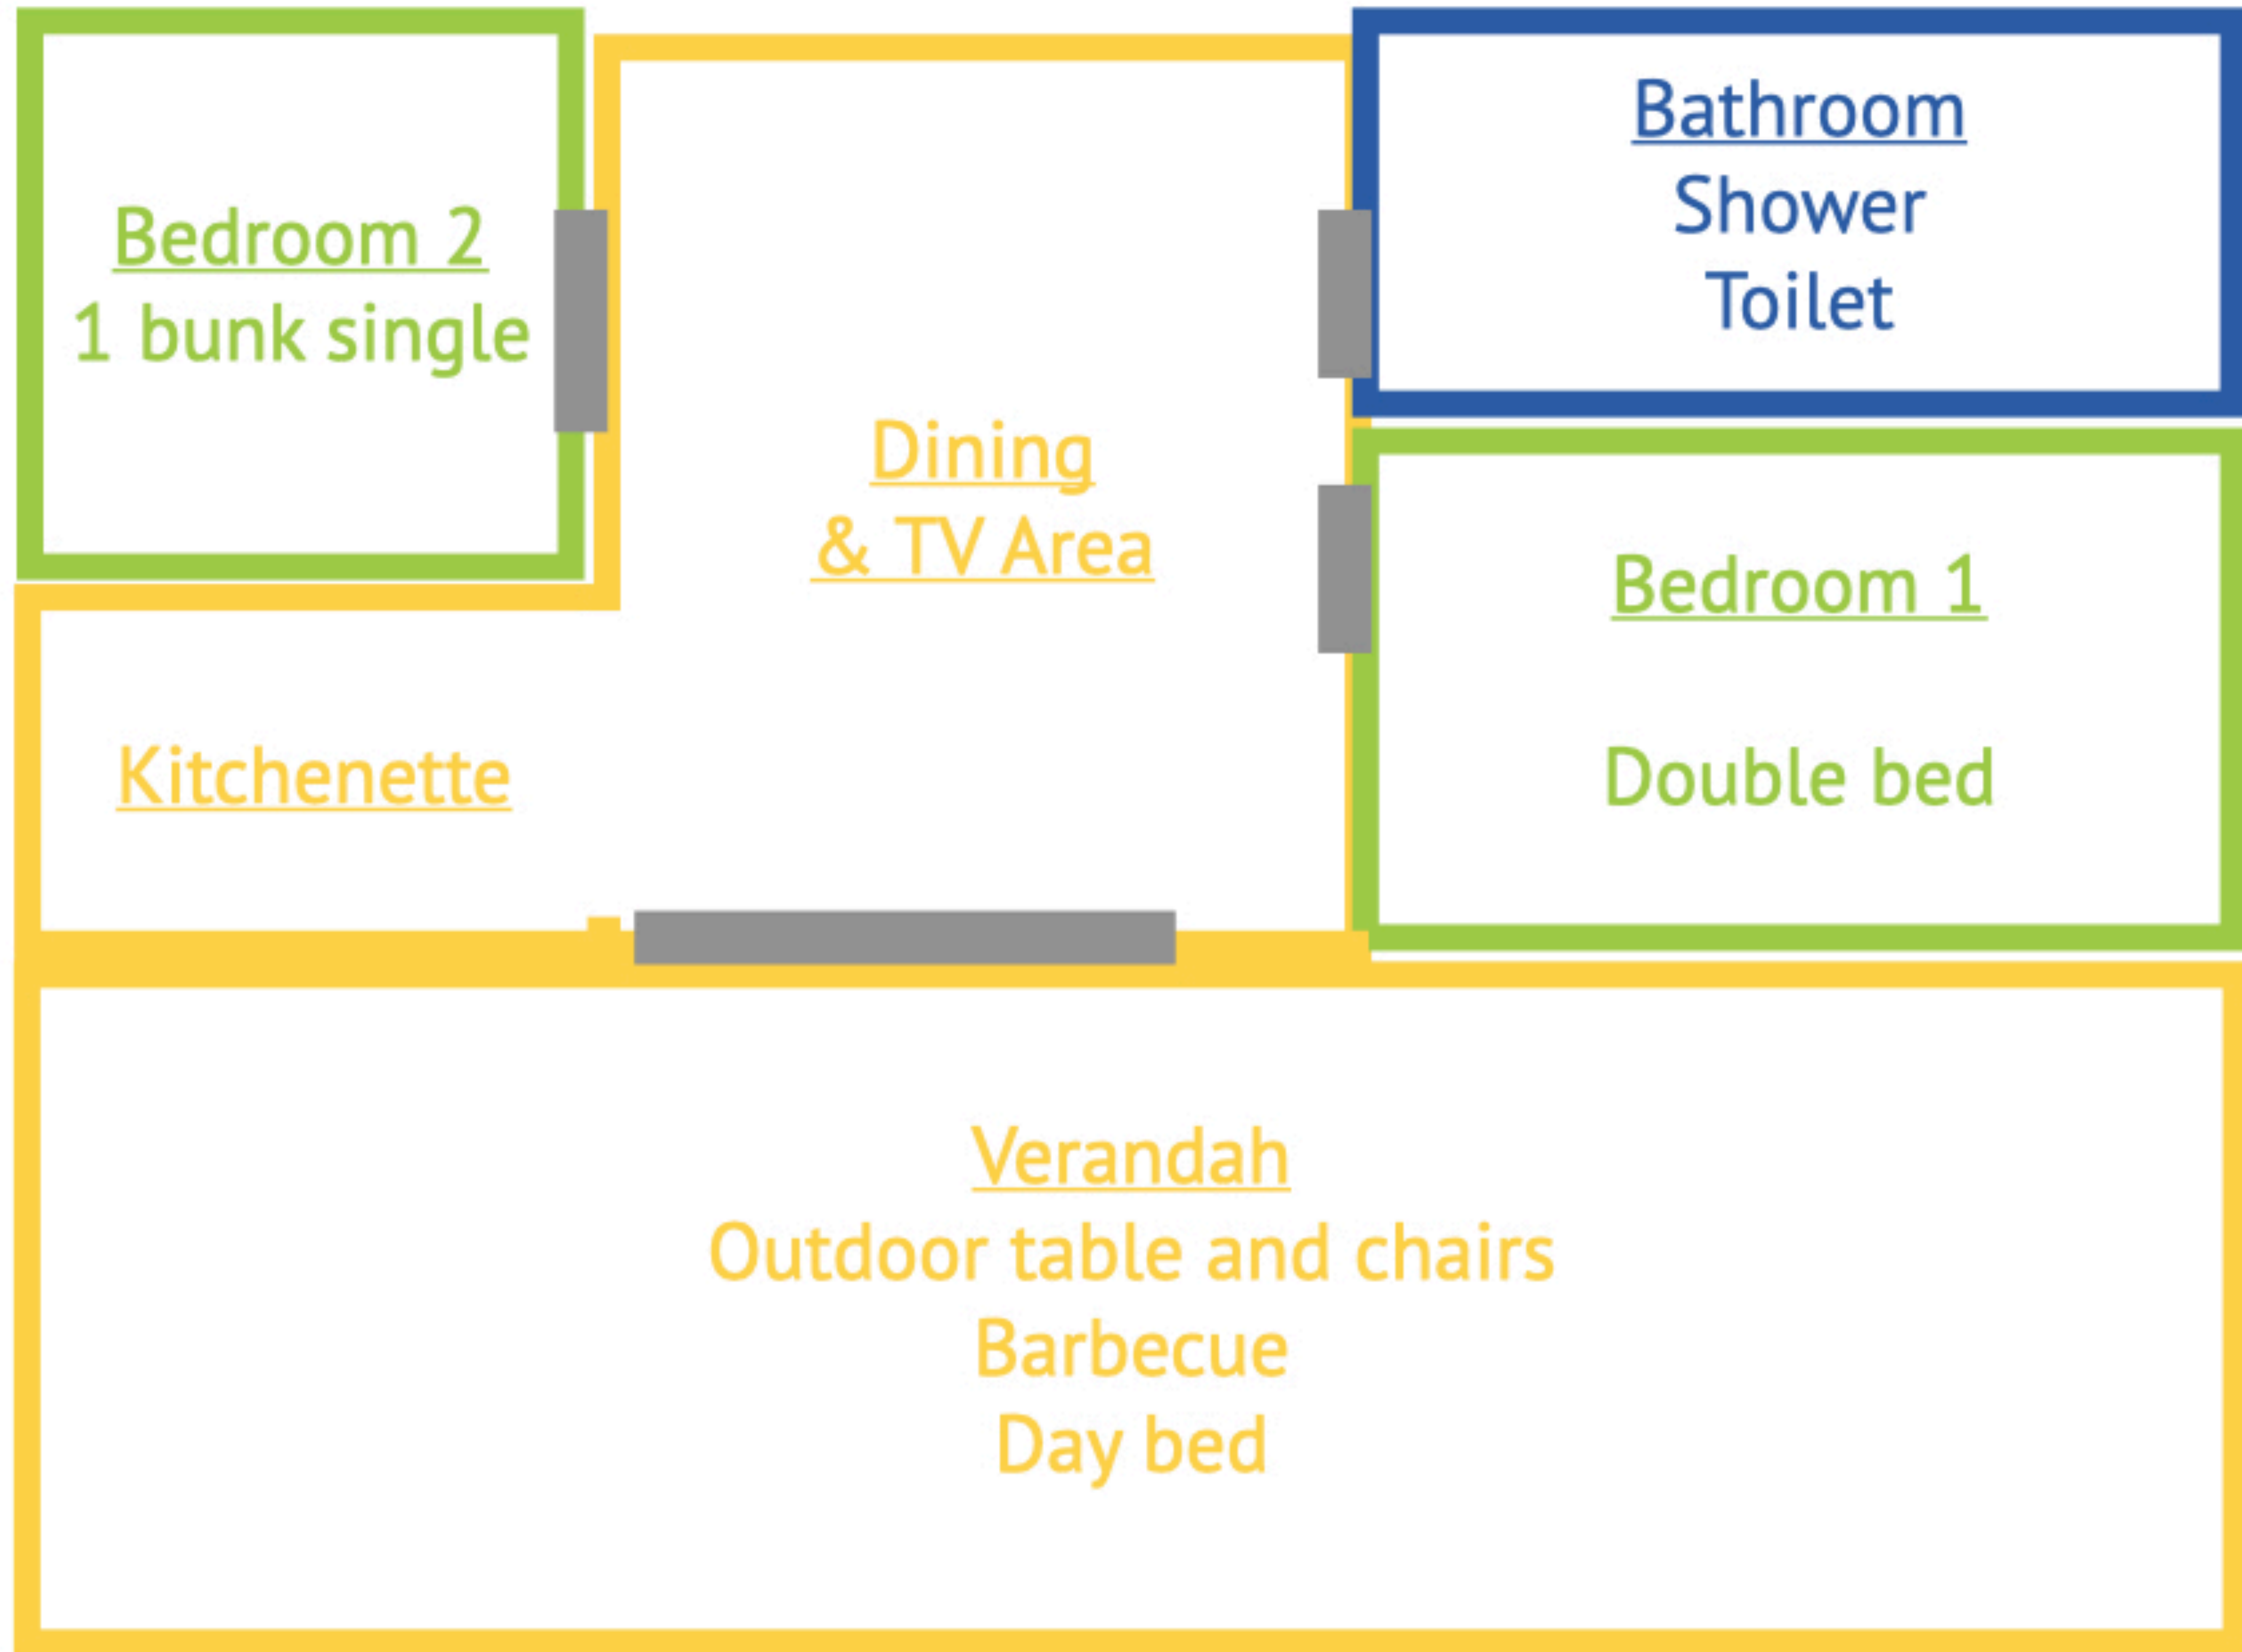 Bedroom 2
1 bunk single
Dining
& TV Area
Bathroom
Shower
Toilet
Bedroom 1
Double bed
Kitchenette
Verandah
Outdoor table and chairs
Barbecue
Day bed